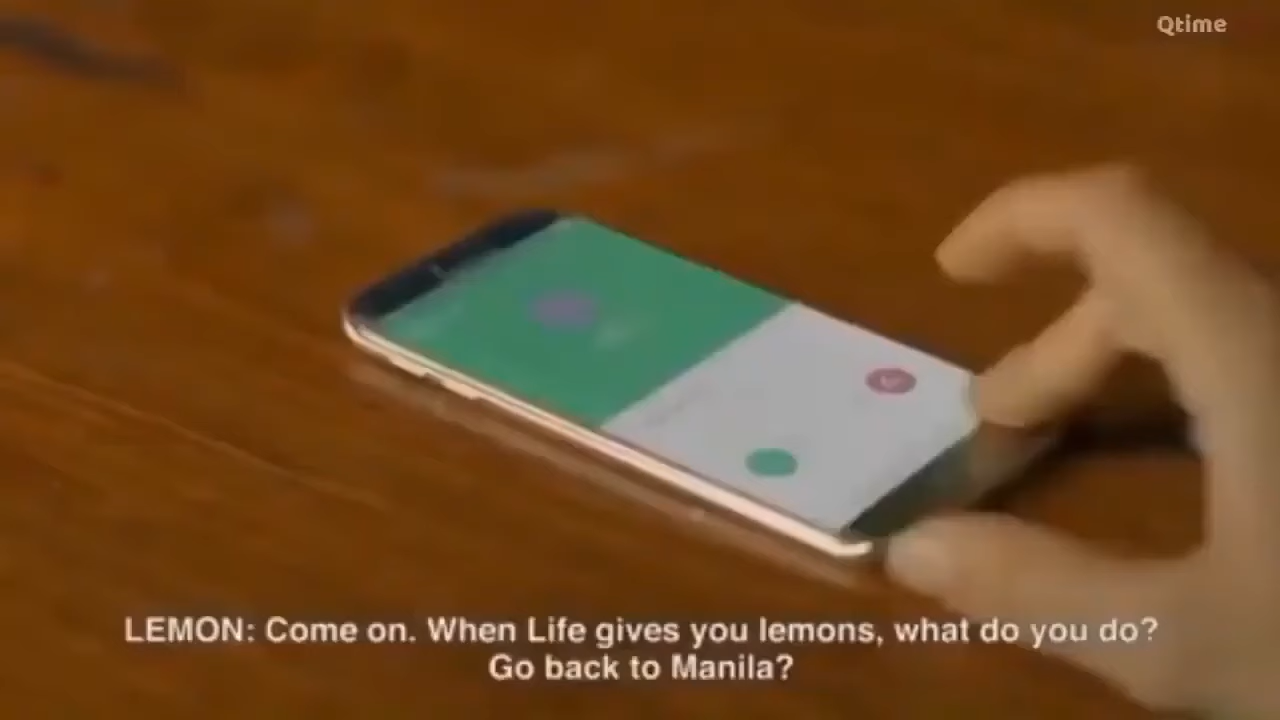 Qtime
LEMON: Come on. When Life gives you lemons, what do you do?
Go back to Manila?